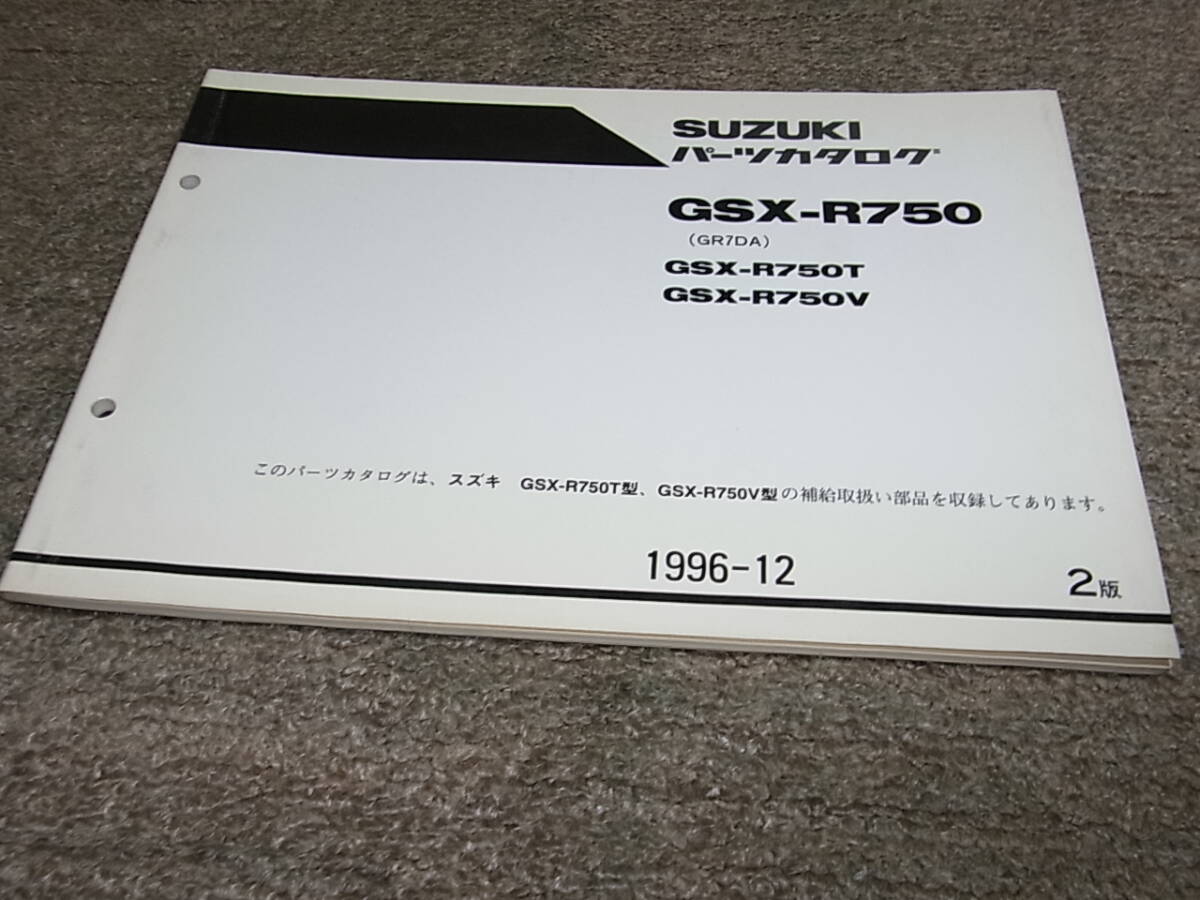 SUZUKI
パーツカタログ
GSX-R750
(GR7DA)
GSX-R750T
GSX-R750V
このパーツカタログは、スズキ GSX-R750T型、GSX-R750V型の補給取扱い部品を収録してあります。
1996-12
2版